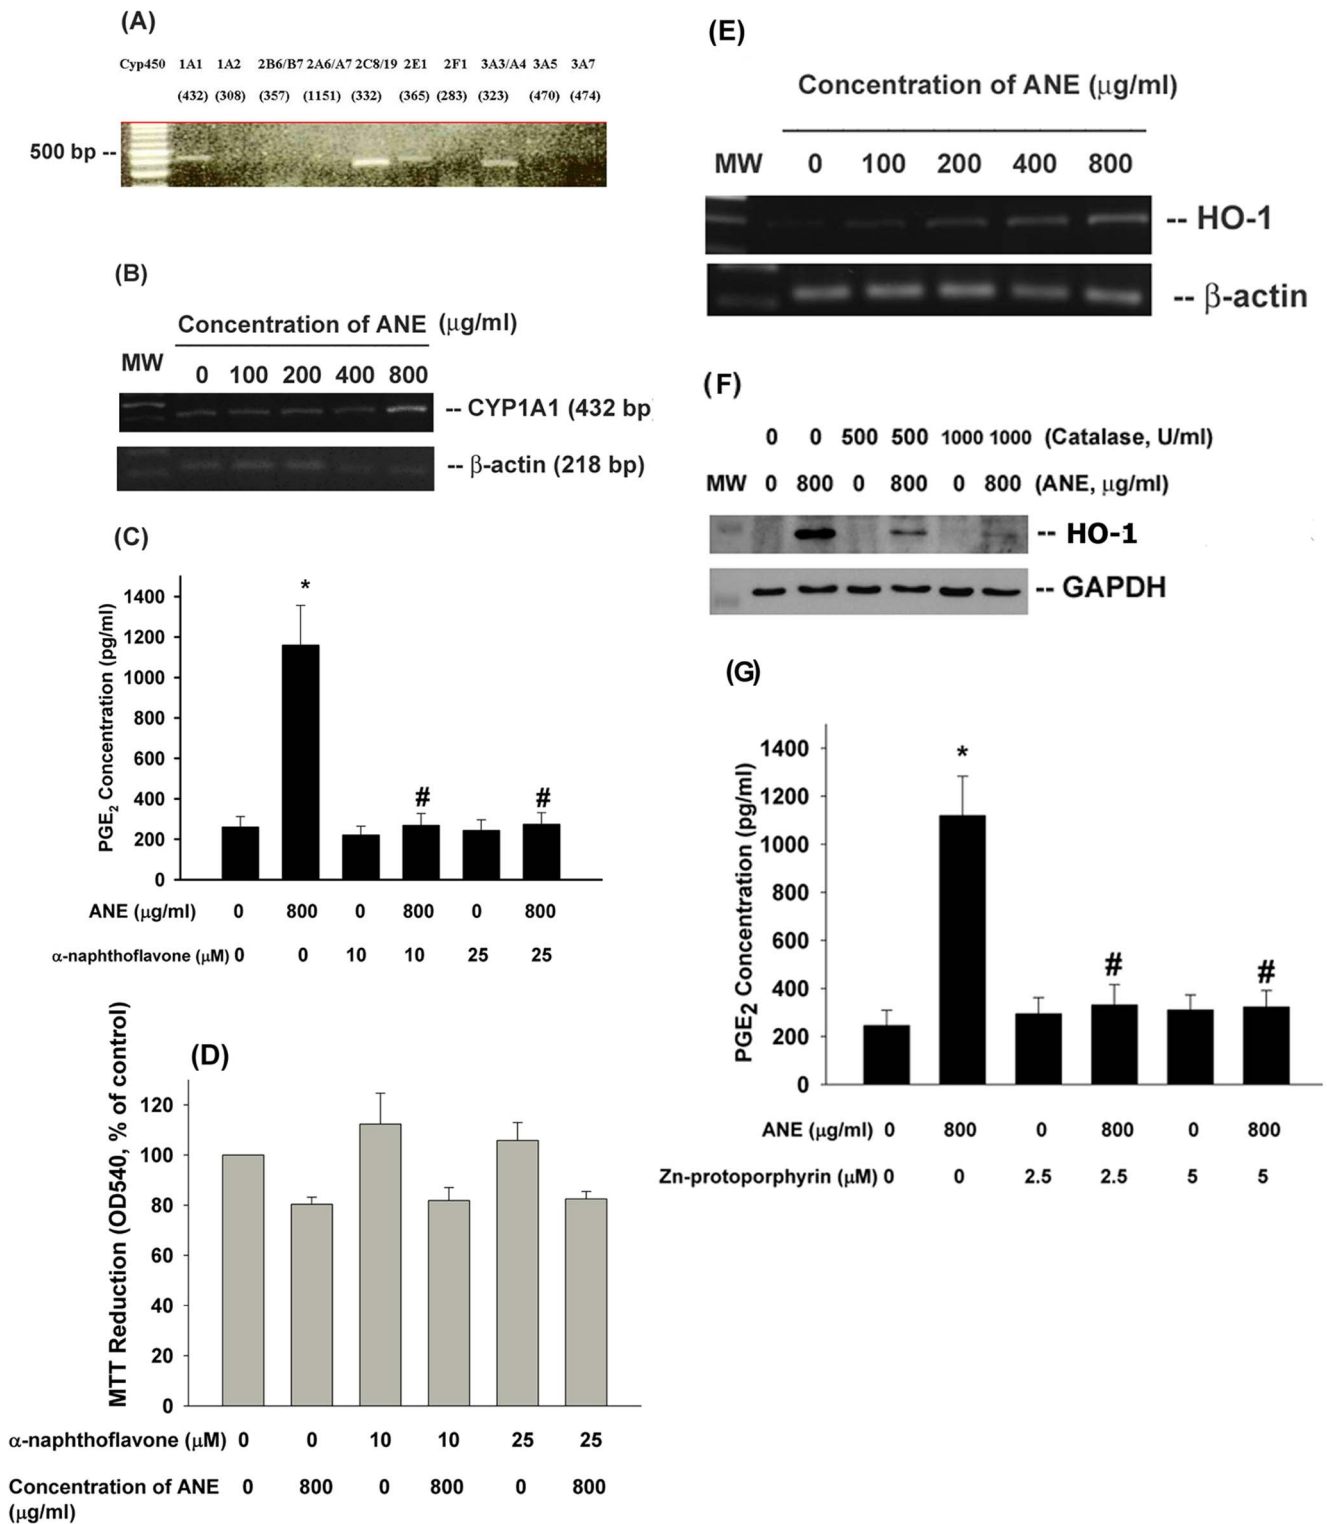 (A)
Cyp450 1A1 1A2 2B6/B7 2A6/A7 2C8/19 2E1 2F1 3A3/A4 3A5 3A7
(432) (308) (357) (1151) (332) (365) (283) (323) (470) (474)
500 bp --
(B)
Concentration of ANE (μg/ml)
MW
0 100 200 400 800
-- CYP1A1 (432 bp)
-- β-actin (218 bp)
(C)
PGE2 Concentration (pg/ml)
1400
1200
1000
800
600
400
200
0
*
#
#
ANE (μg/ml) 0 800 0 800 0 800
α-naphthoflavone (μM) 0 0 10 10 25 25
(D)
MTT Reduction (OD540, % of control)
120
100
80
60
40
20
0
α-naphthoflavone (μM) 0 0 10 10 25 25
Concentration of ANE 0 800 0 800 0 800
(μg/ml)
(E)
Concentration of ANE (μg/ml)
MW 0 100 200 400 800
-- HO-1
-- β-actin
(F)
0 0 500 500 1000 1000 (Catalase, U/ml)
MW 0 800 0 800 0 800 (ANE, μg/ml)
-- HO-1
-- GAPDH
(G)
PGE2 Concentration (pg/ml)
1400
1200
1000
800
600
400
200
0
*
#
#
ANE (μg/ml) 0 800 0 800 0 800
Zn-protoporphyrin (μM) 0 0 2.5 2.5 5 5